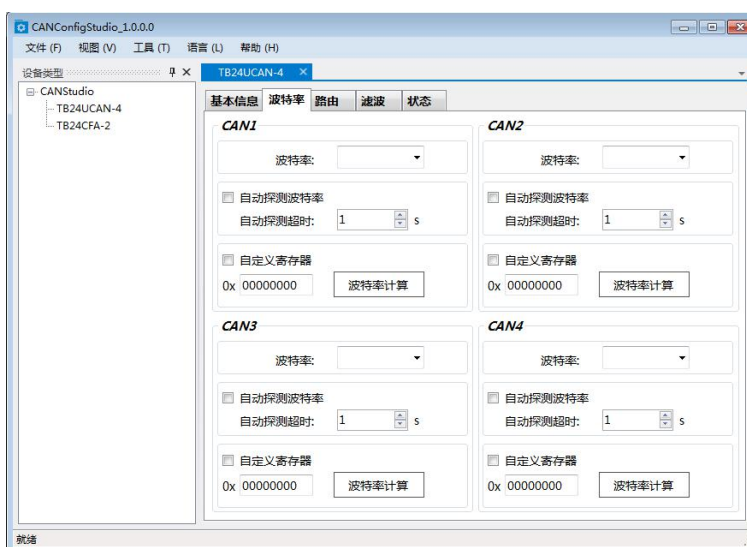 CANConfigStudio_1.0.0.0
文件 (F) 视图 (V) 工具 (T) 语言 (L) 帮助 (H)
设备类型
CANStudio
TB24UCAN-4
TB24CFA-2
TB24UCAN-4
基本信息 波特率 路由 滤波 状态
CAN1
波特率:
自动探测波特率
自动探测超时: 1 s
自定义寄存器
0x 00000000 波特率计算
CAN2
波特率:
自动探测波特率
自动探测超时: 1 s
自定义寄存器
0x 00000000 波特率计算
CAN3
波特率:
自动探测波特率
自动探测超时: 1 s
自定义寄存器
0x 00000000 波特率计算
CAN4
波特率:
自动探测波特率
自动探测超时: 1 s
自定义寄存器
0x 00000000 波特率计算
就绪